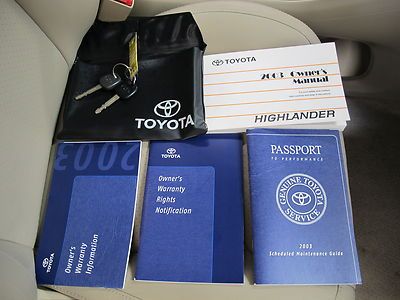 TOYOTA
TOYOTA
2003 Owner's
Manual
HIGHLANDER
2003
Owner's
Warranty
Information
TOYOTA
TOYOTA
Owner's
Warranty
Rights
Notification
PASSPORT
TO PERFORMANCE
GENUINE TOYOTA
SERVICE
2003
Scheduled Maintenance Guide